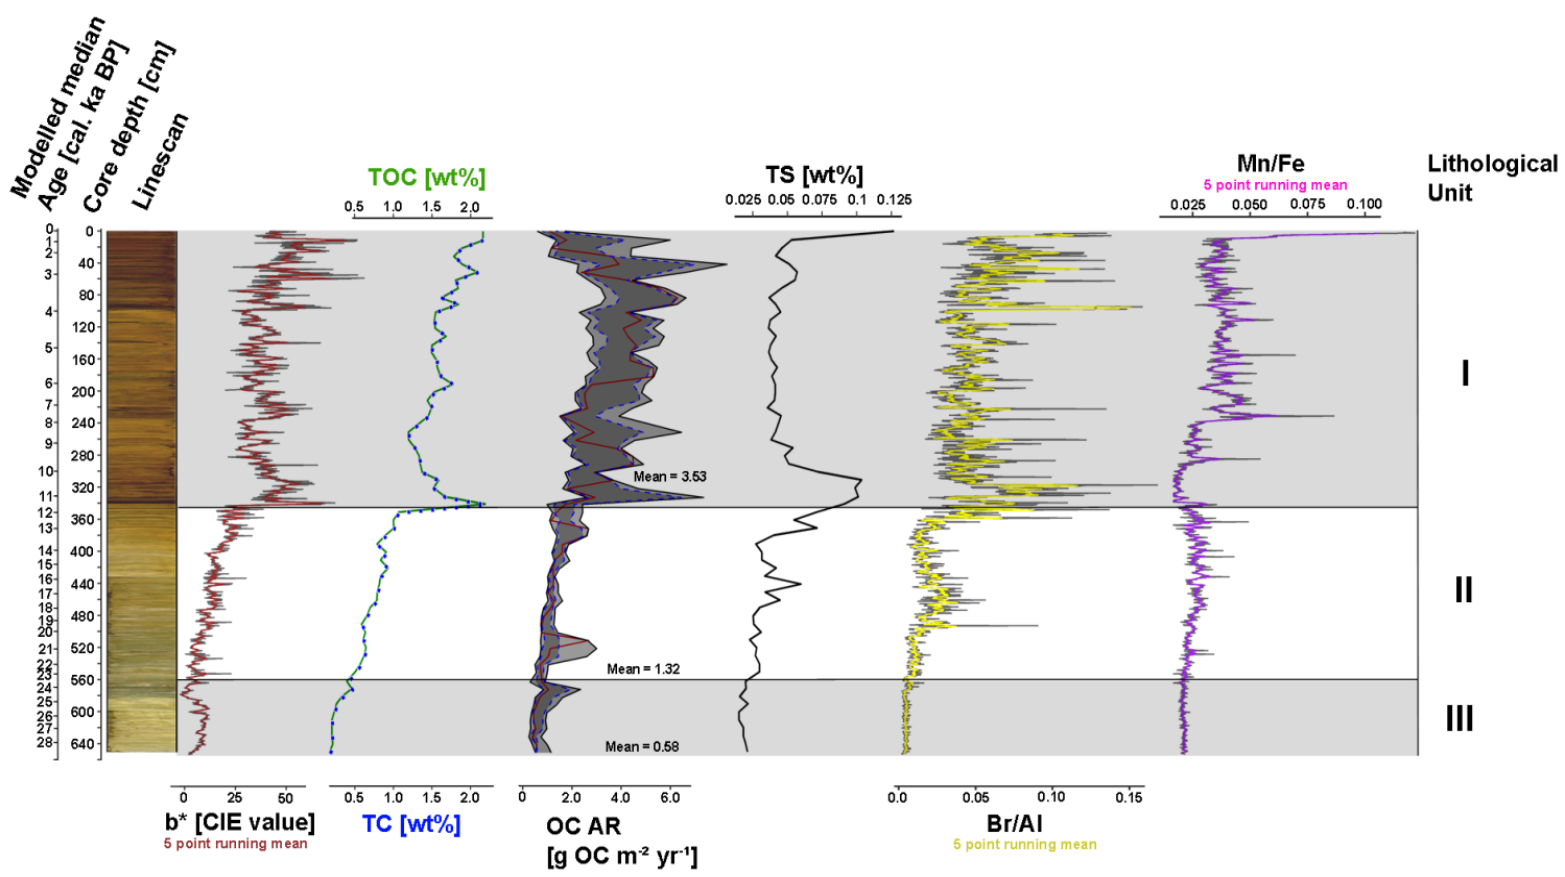 Modelled median
Age [cal. ka BP]
Core depth [cm]
Linescan
TOC [wt%]
0.5 1.0 1.5 2.0
TS [wt%]
0.025 0.05 0.075 0.1 0.125
Mn/Fe
5 point running mean
0.025 0.050 0.075 0.100
Lithological
Unit
0
1
2
3
4
5
6
7
8
9
10
11
12
13
14
15
16
17
18
19
20
21
22
23
24
25
26
27
28
0
40
80
120
160
200
240
280
320
360
400
440
480
520
560
600
640
Mean = 3.53
Mean = 1.32
Mean = 0.58
I
II
III
0 25 50
b* [CIE value]
5 point running mean
0.5 1.0 1.5 2.0
TC [wt%]
0 2.0 4.0 6.0
OC AR
[g OC m⁻² yr⁻¹]
0.0 0.05 0.10 0.15
Br/Al
5 point running mean